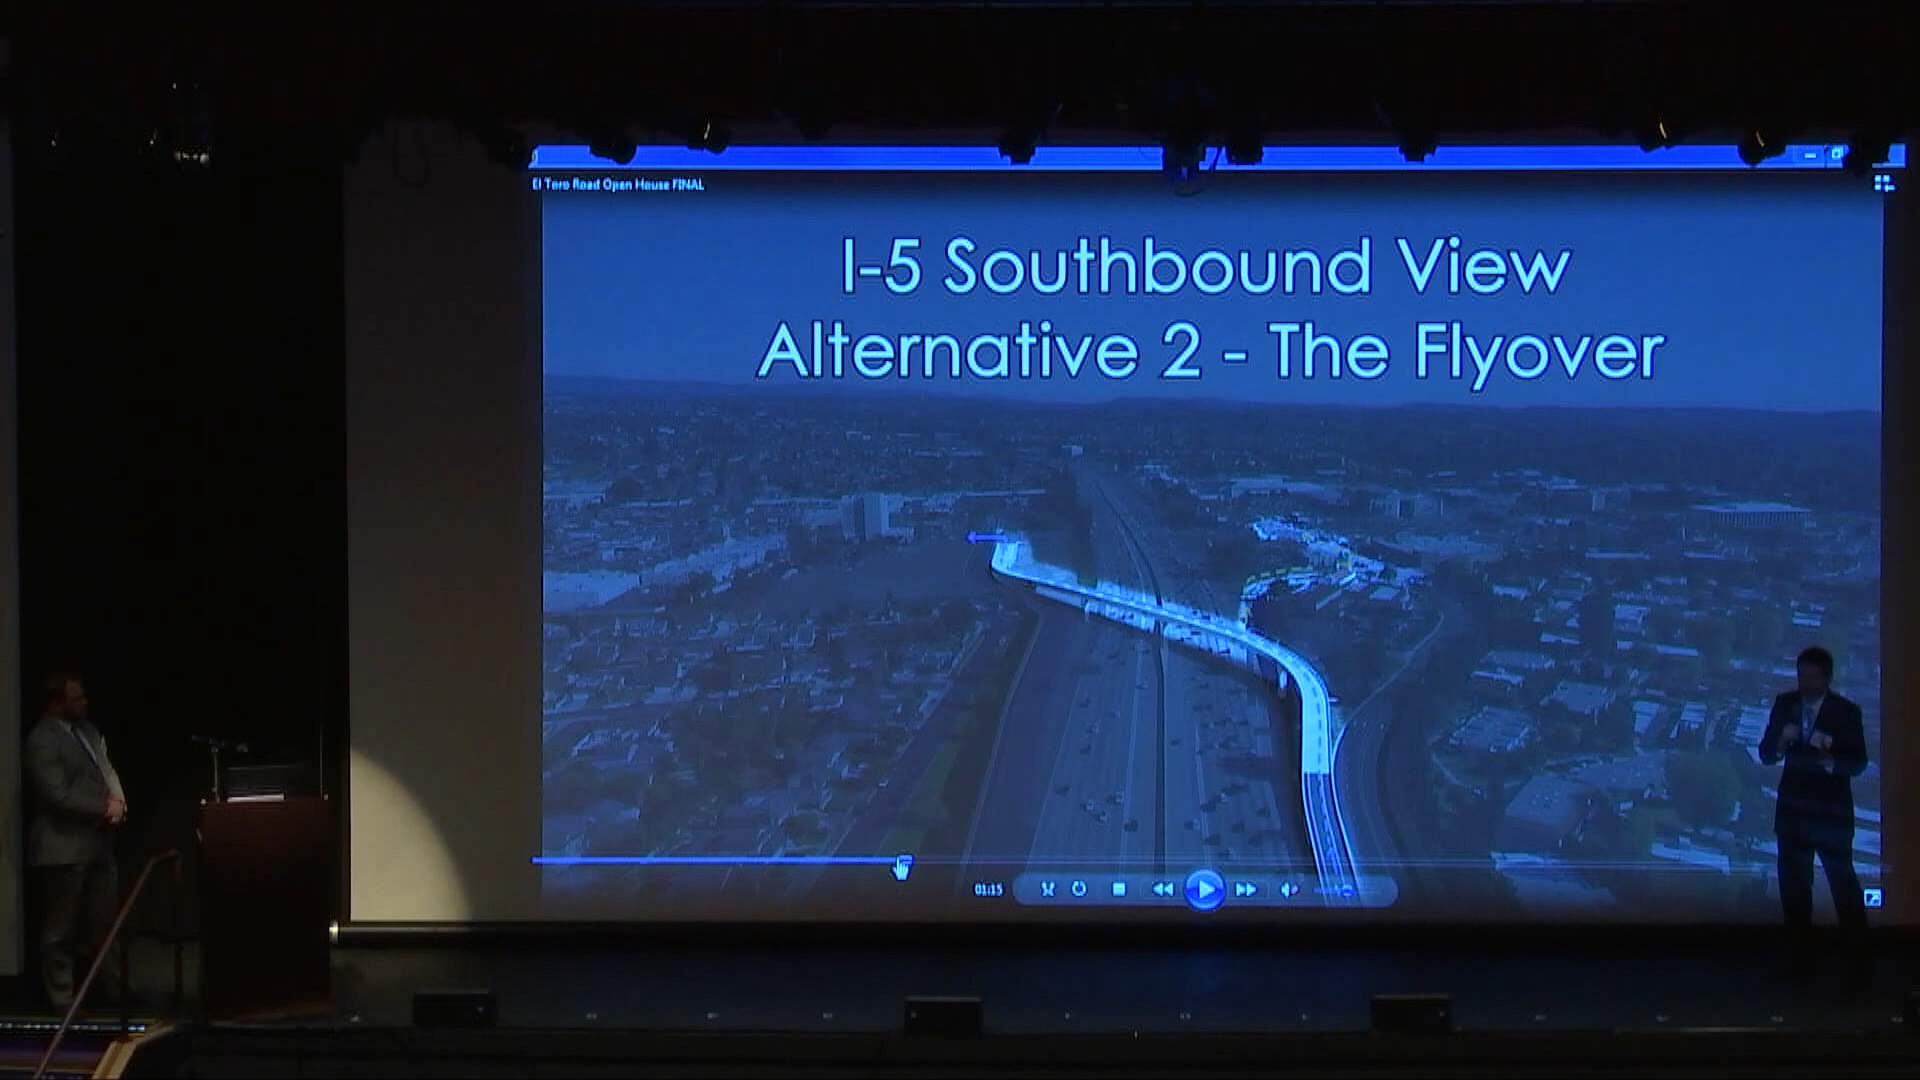 El Toro Road Open House FINAL
I-5 Southbound View
Alternative 2 - The Flyover
01:15